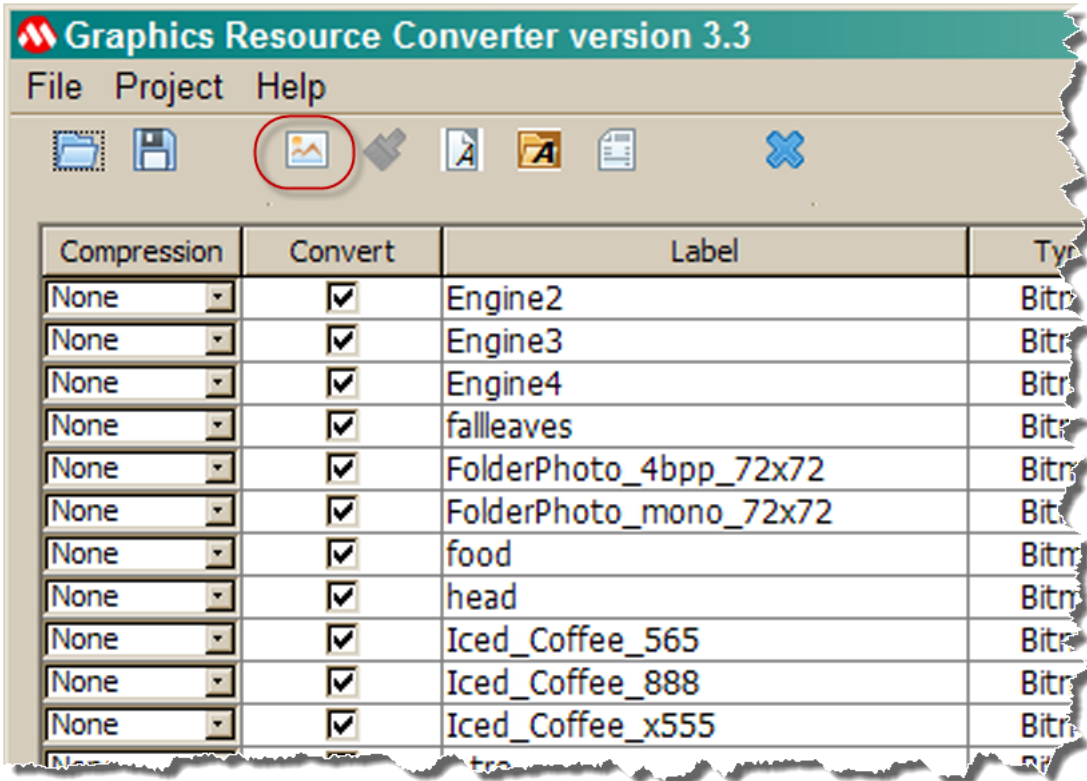 Graphics Resource Converter version 3.3
File Project Help
Compression Convert Label
None Engine2
None Engine3
None Engine4
None fallleaves
None FolderPhoto_4bpp_72x72
None FolderPhoto_mono_72x72
None food
None head
None Iced_Coffee_565
None Iced_Coffee_888
None Iced_Coffee_x555